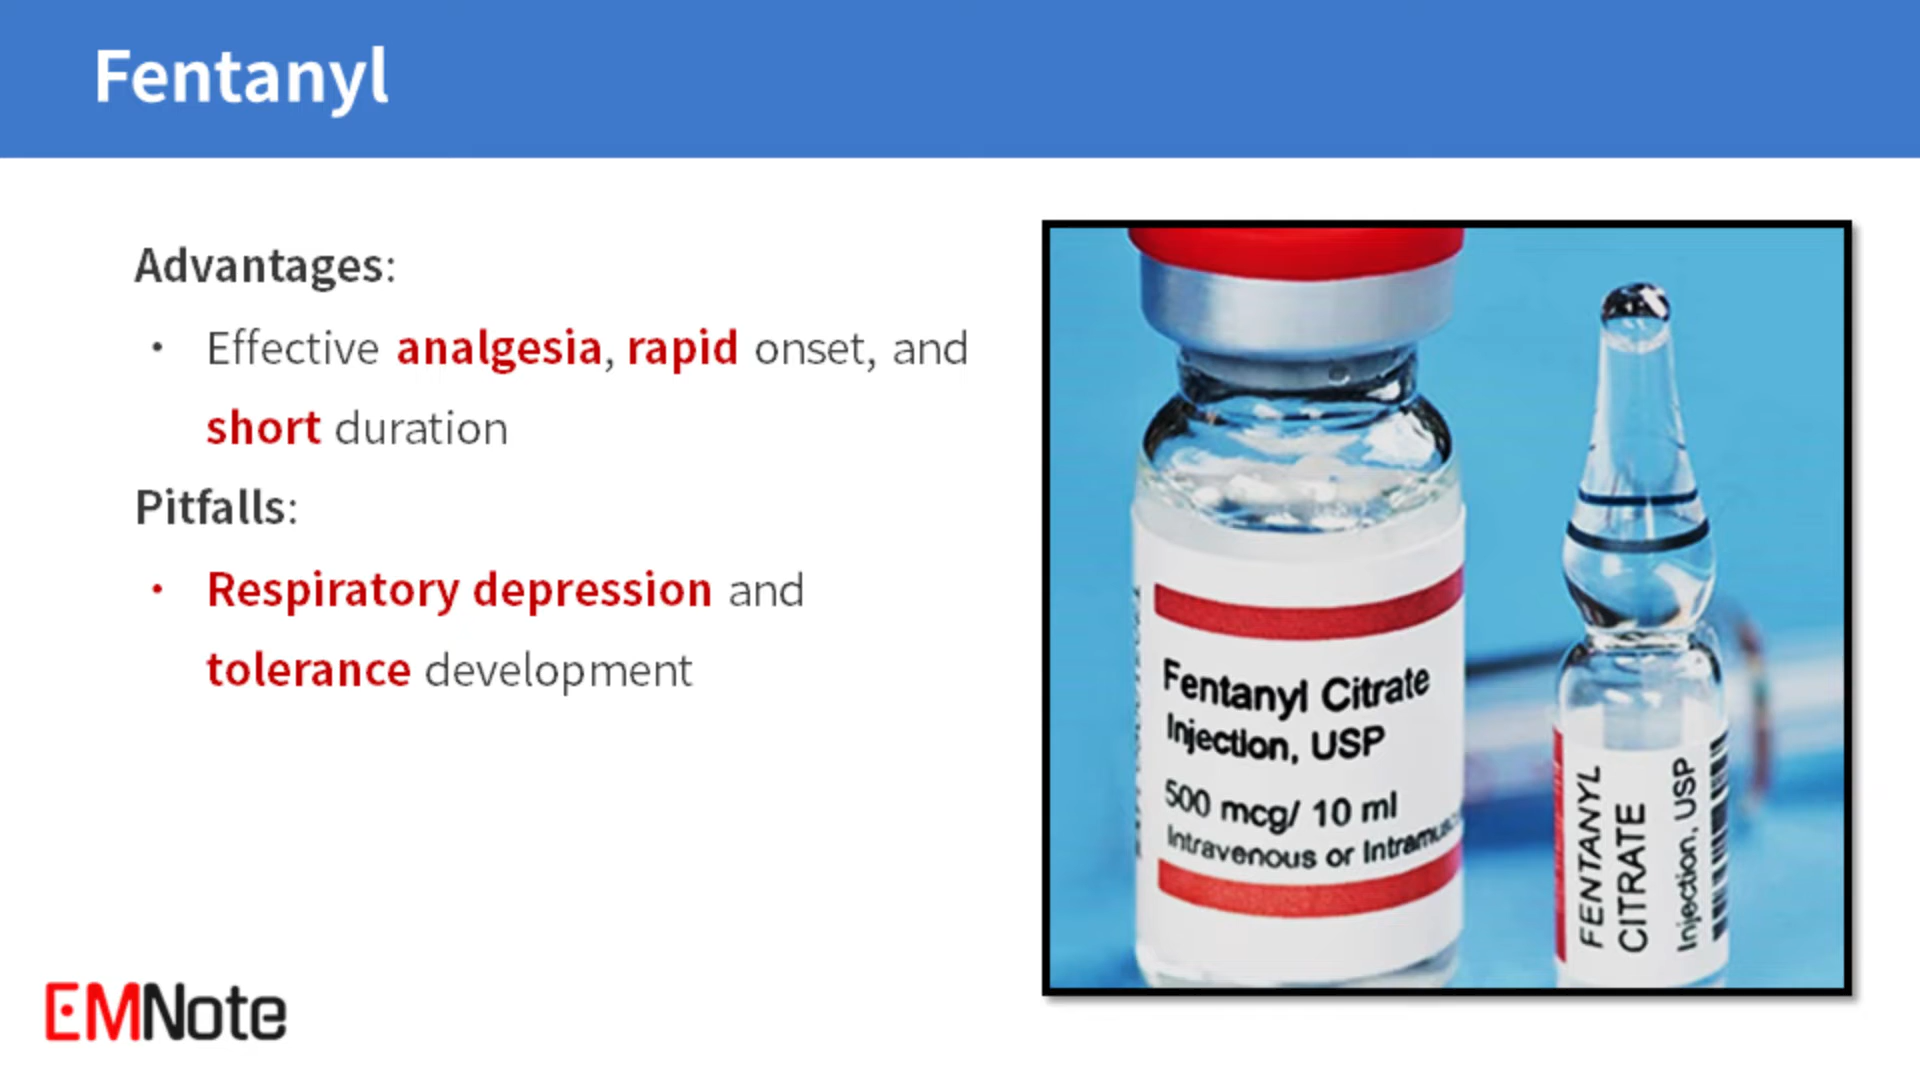 Fentanyl
Advantages:
• Effective analgesia, rapid onset, and
short duration
Pitfalls:
• Respiratory depression and
tolerance development
Fentanyl Citrate
Injection, USP
500 mcg/ 10 ml
Intravenous or
FENTANYL
CITRATE
Injection, USP
EMNote